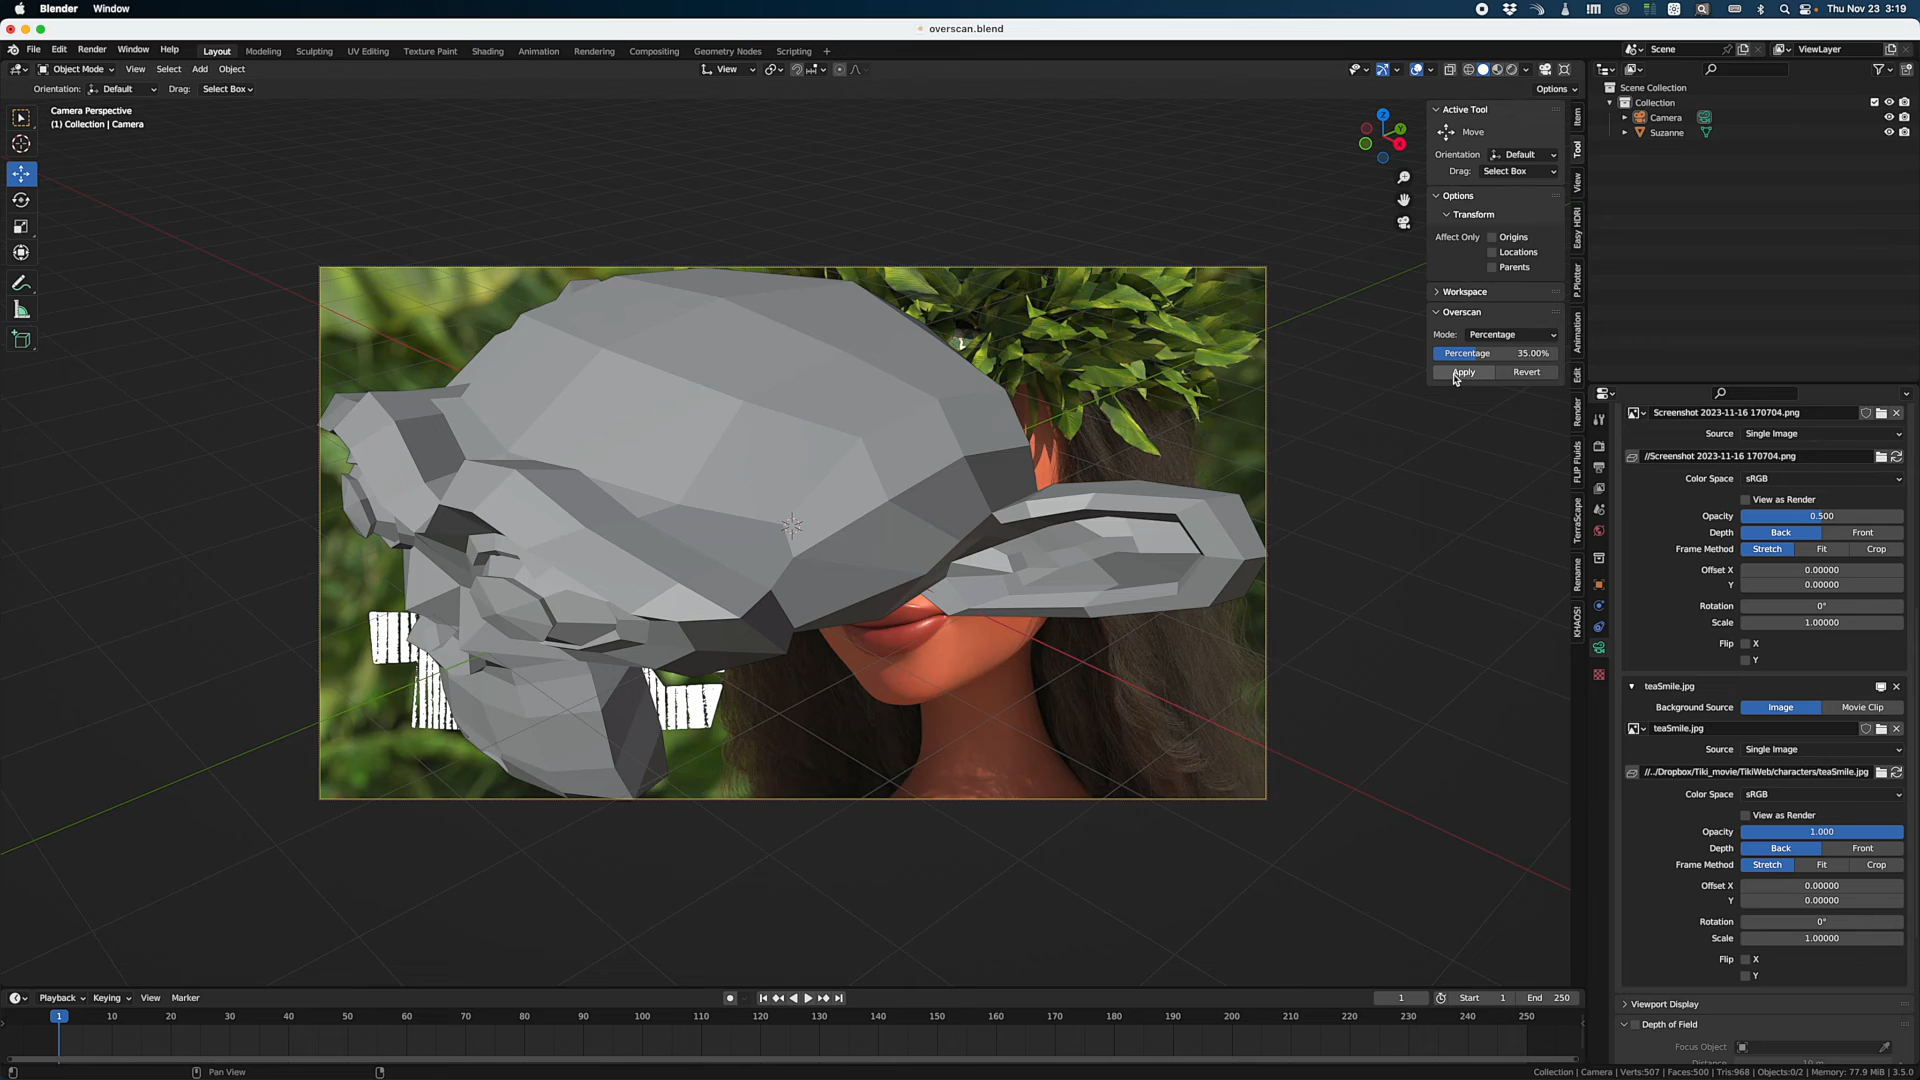 Blender Window
Thu Nov 23 3:19
overscan.blend
File Edit Render Window Help
Layout Modeling Sculpting UV Editing Texture Paint Shading Animation Rendering Compositing Geometry Nodes Scripting +
Scene
ViewLayer
Object Mode View Select Add Object
View
Orientation: Default Drag: Select Box
Options
Camera Perspective
(1) Collection | Camera
Z
Y
X
Active Tool
Move
Orientation Default
Drag: Select Box
Options
Transform
Affect Only Origins
Locations
Parents
Workspace
Overscan
Mode: Percentage
Percentage 35.00%
Apply Revert
Item
Tool
View
Easy HDRI
P.Plotter
Animation
Edit
Render
FLIP Fluids
TerraScape
Rename
KHAOS!
Scene Collection
Collection
Camera
Suzanne
Screenshot 2023-11-16 170704.png
Source Single Image
//Screenshot 2023-11-16 170704.png
Color Space sRGB
View as Render
Opacity 0.500
Depth Back Front
Frame Method Stretch Fit Crop
Offset X 0.00000
Y 0.00000
Rotation 0°
Scale 1.00000
Flip X
Y
teaSmile.jpg
Background Source Image Movie Clip
teaSmile.jpg
Source Single Image
//../Dropbox/Tiki_movie/TikiWeb/characters/teaSmile.jpg
Color Space sRGB
View as Render
Opacity 1.000
Depth Back Front
Frame Method Stretch Fit Crop
Offset X 0.00000
Y 0.00000
Rotation 0°
Scale 1.00000
Flip X
Y
Viewport Display
Depth of Field
Focus Object
Playback Keying View Marker
1 Start 1 End 250
1 10 20 30 40 50 60 70 80 90 100 110 120 130 140 150 160 170 180 190 200 210 220 230 240 250
Pan View
Collection | Camera | Verts:507 | Faces:500 | Tris:968 | Objects:0/2 | Memory: 77.9 MiB | 3.5.0